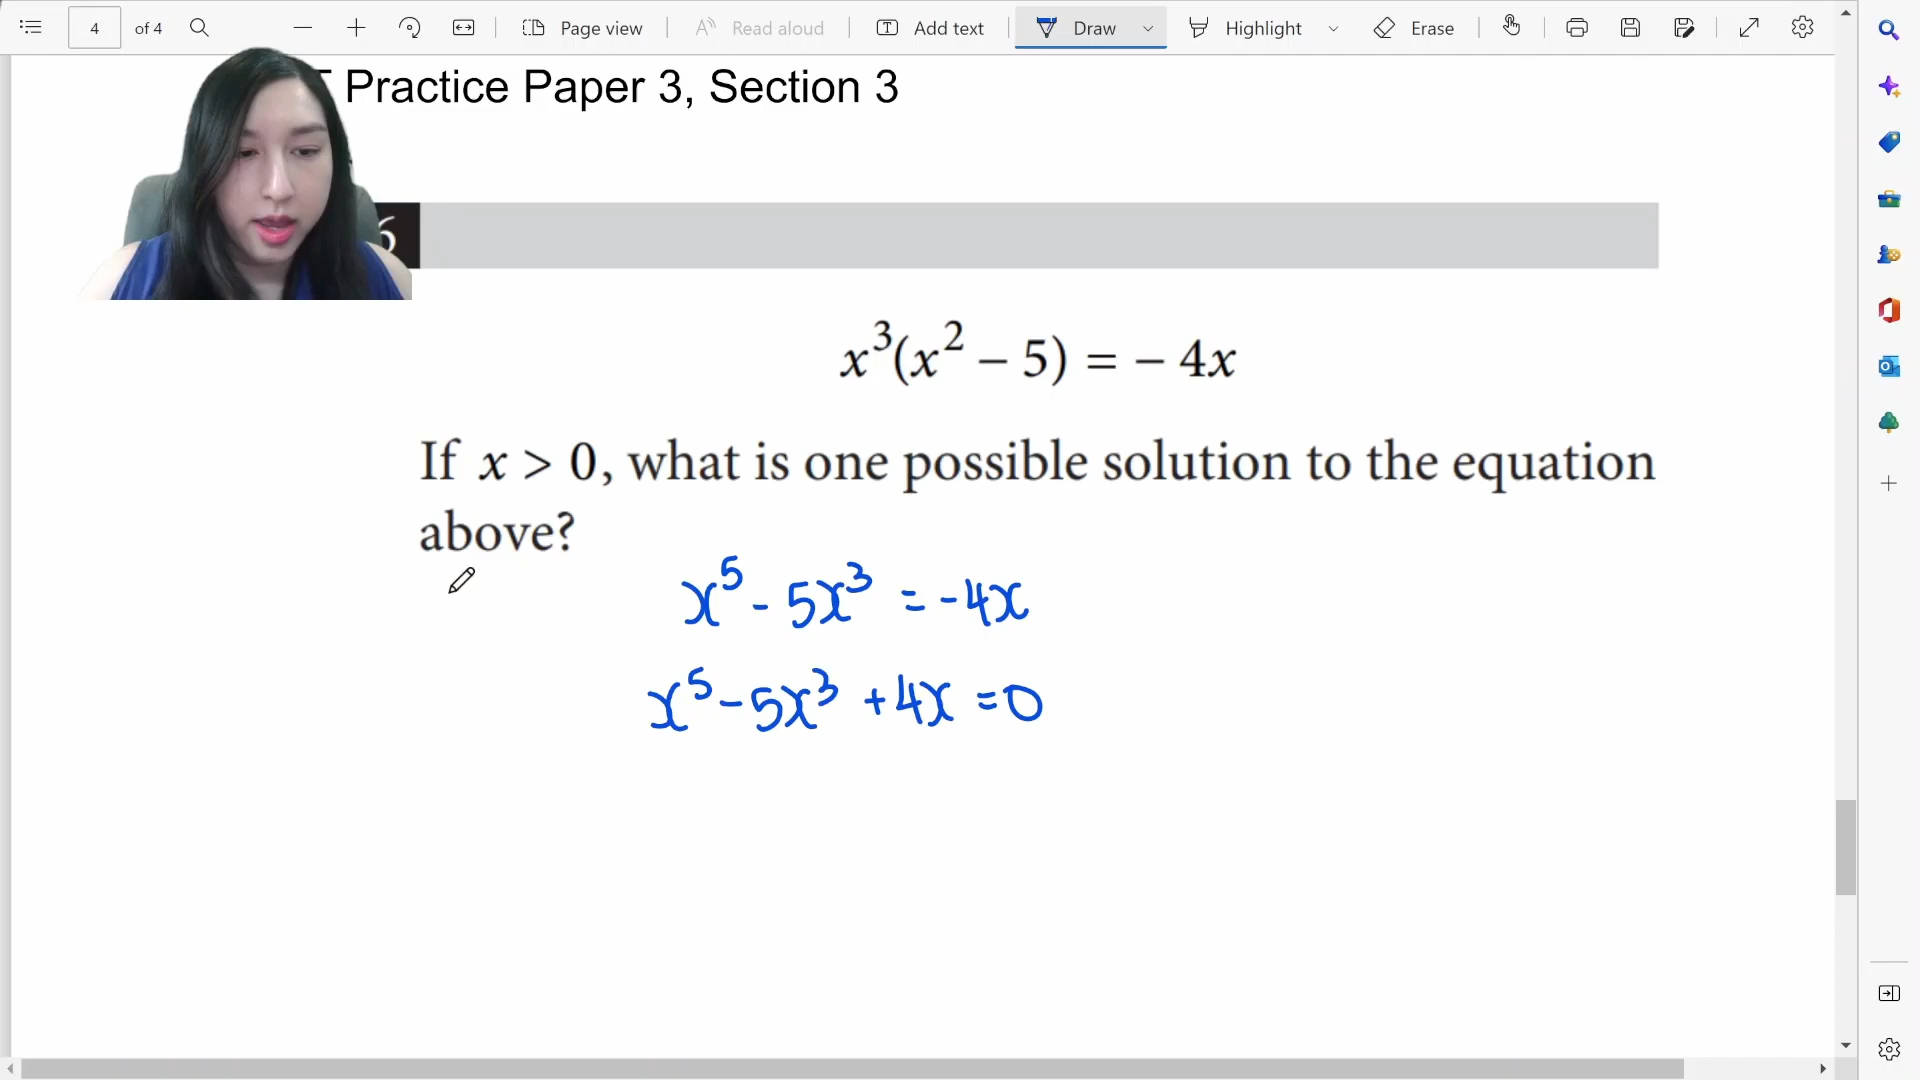 4 of 4 Page view Read aloud Add text Draw Highlight Erase
Practice Paper 3, Section 3
6
x³(x² – 5) = – 4x
If x > 0, what is one possible solution to the equation
above?
x⁵ - 5x³ = -4x
x⁵ - 5x³ + 4x = 0